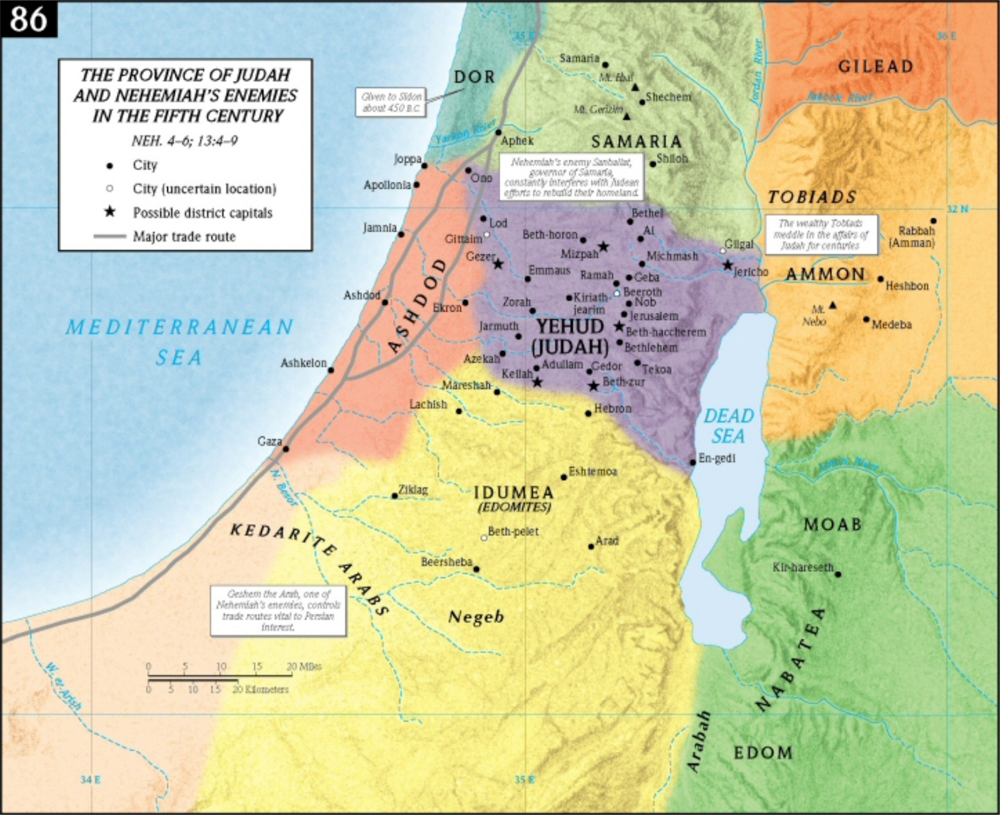 86
THE PROVINCE OF JUDAH
AND NEHEMIAH'S ENEMIES
IN THE FIFTH CENTURY
NEH. 4–6; 13:4–9
City
City (uncertain location)
Possible district capitals
Major trade route
35 E
36 E
GILEAD
Jordan River
Jabbok River
DOR
Given to Sidon
about 450 B.C.
Samaria
Mt. Ebal
Shechem
Mt. Gerizim
SAMARIA
Shiloh
Yarkon River
Aphek
Joppa
Apollonia
Ono
Nehemiah's enemy Sanballat,
governor of Samaria,
constantly interferes with Judean
efforts to rebuild their homeland.
TOBIADS
32 N
The wealthy Tobiads
meddle in the affairs of
Judah for centuries
Rabbah
(Amman)
AMMON
Heshbon
Mt.
Nebo
Medeba
Jamnia
Lod
Gittaim
Gezer
Bethel
Ai
Beth-horon
Mizpah
Michmash
Gilgal
Jericho
Emmaus
Ramah
Geba
Beeroth
Kiriath
jearim
Nob
Zorah
Jerusalem
Ashdod
Ekron
ASHDOD
Jarmuth
YEHUD
(JUDAH)
Beth-haccherem
Bethlehem
Azekah
Adullam
Gedor
Tekoa
Keilah
Beth-zur
MEDITERRANEAN
SEA
Ashkelon
Mareshah
Lachish
Hebron
DEAD
SEA
Gaza
En-gedi
Arnon River
N. Besor
Ziklag
Eshtemoa
IDUMEA
(EDOMITES)
MOAB
KEDARITE ARABS
Beth-pelet
Arad
Beersheba
Kir-hareseth
Geshem the Arab, one of
Nehemiah's enemies, controls
trade routes vital to Persian
interest.
Negeb
NABATEA
W. er-Arish
0 5 10 15 20 Miles
0 5 10 15 20 Kilometers
Arabah
EDOM
34 E
35 E